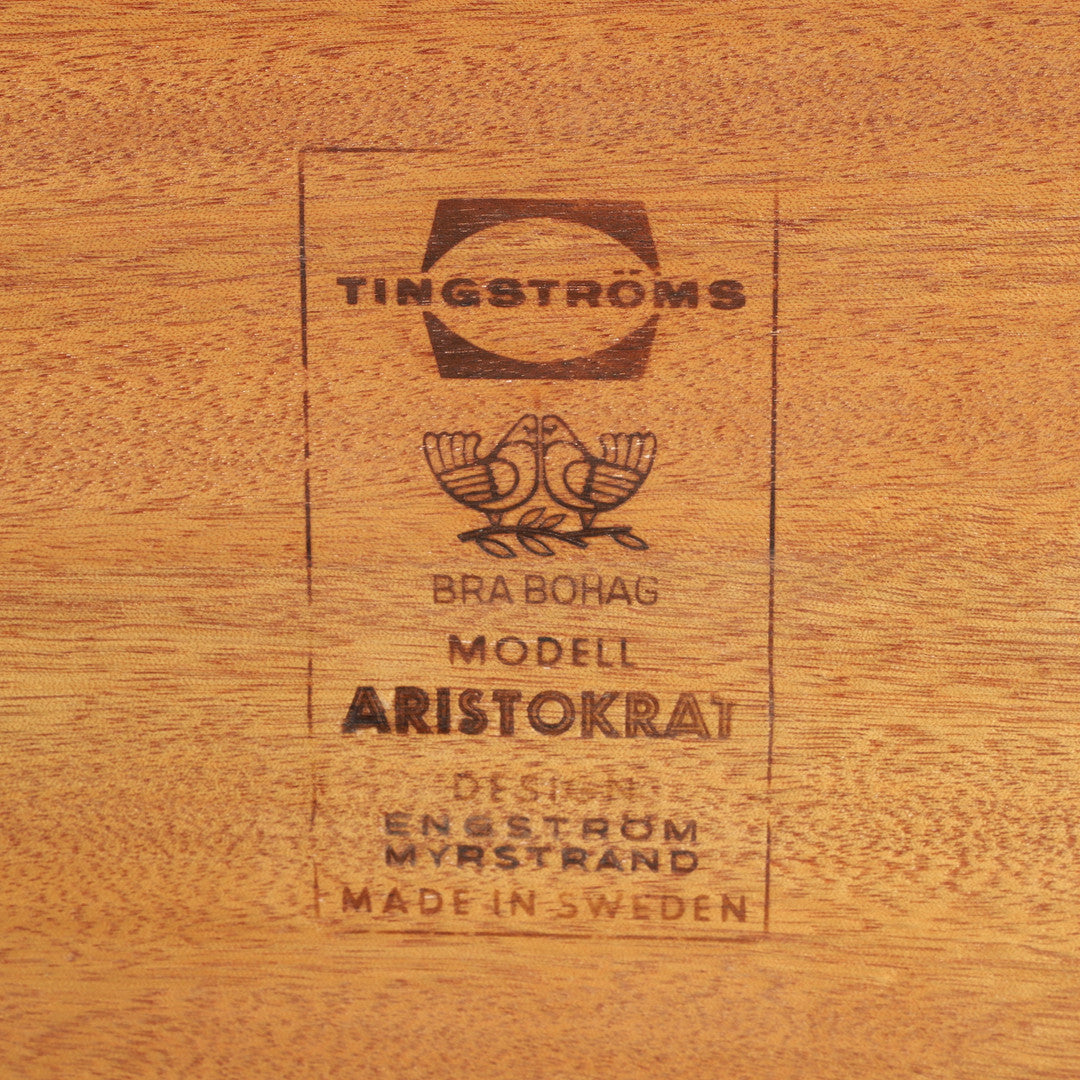 TINGSTRÖMS
BRA BOHAG
MODELL
ARISTOKRAT
DESIGN
ENGSTRÖM
MYRSTRAND
MADE IN SWEDEN